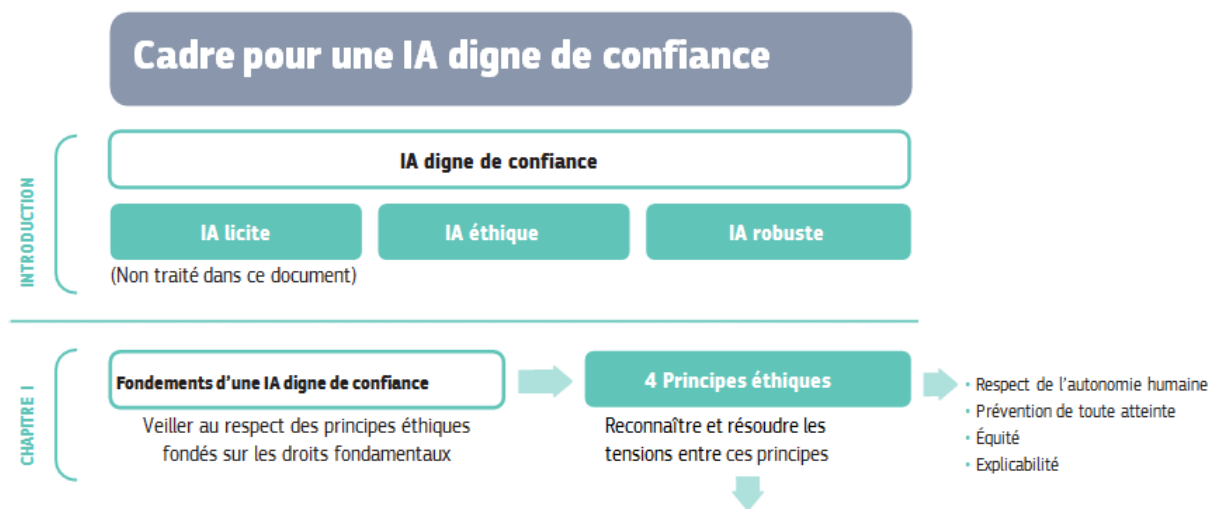 Cadre pour une IA digne de confiance
INTRODUCTION
IA digne de confiance
IA licite
IA éthique
IA robuste
(Non traité dans ce document)
CHAPITRE I
Fondements d'une IA digne de confiance
Veiller au respect des principes éthiques
fondés sur les droits fondamentaux
4 Principes éthiques
Reconnaître et résoudre les
tensions entre ces principes
• Respect de l'autonomie humaine
• Prévention de toute atteinte
• Équité
• Explicabilité